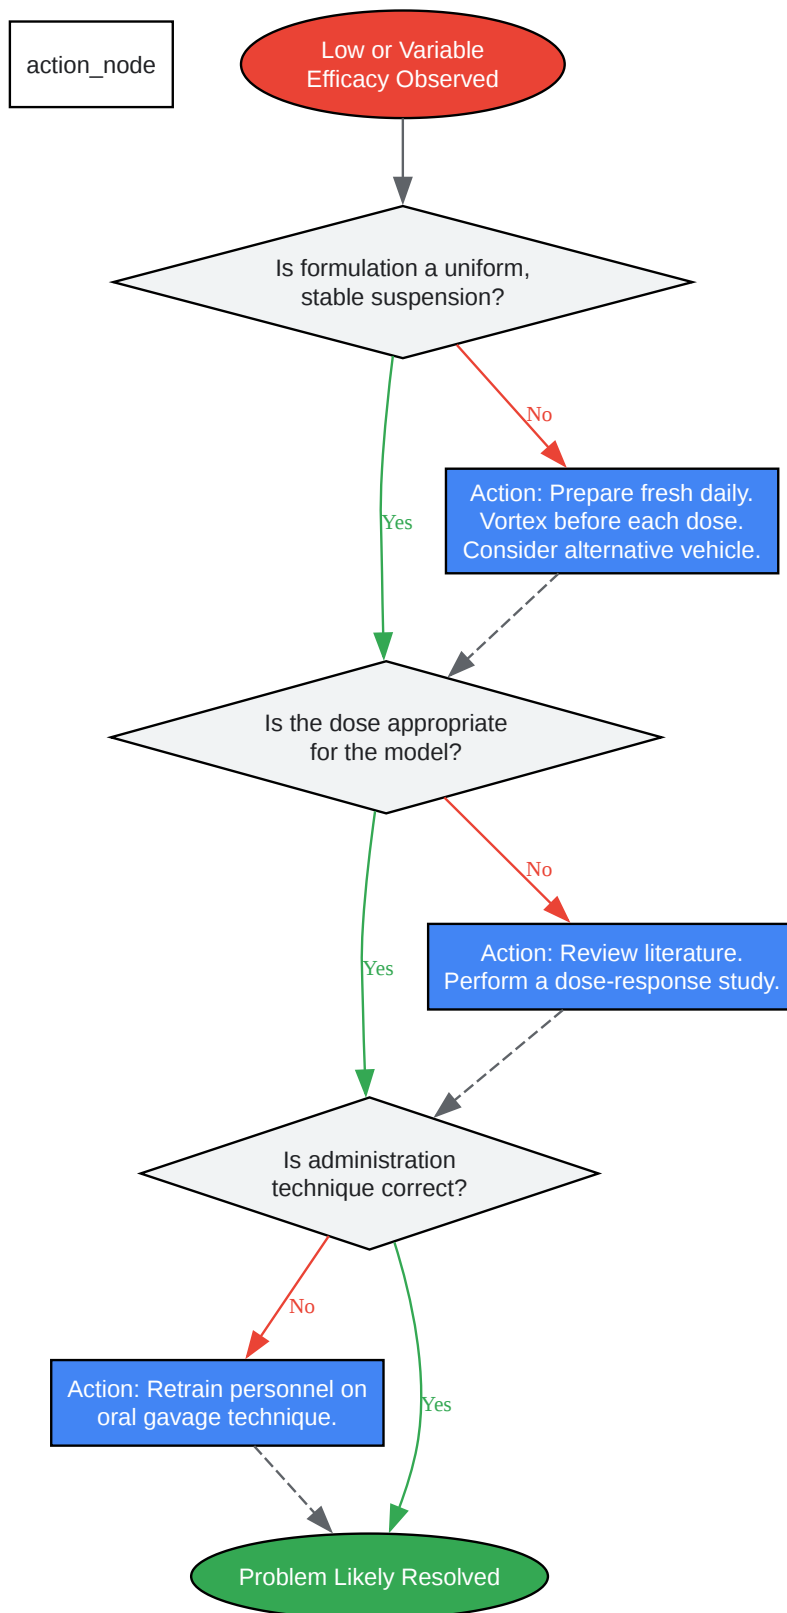 action_node
Low or Variable
Efficacy Observed
Is formulation a uniform,
stable suspension?
No
Action: Prepare fresh daily.
Vortex before each dose.
Consider alternative vehicle.
Yes
Is the dose appropriate
for the model?
No
Action: Review literature.
Perform a dose-response study.
Yes
Is administration
technique correct?
No
Action: Retrain personnel on
oral gavage technique.
Yes
Problem Likely Resolved